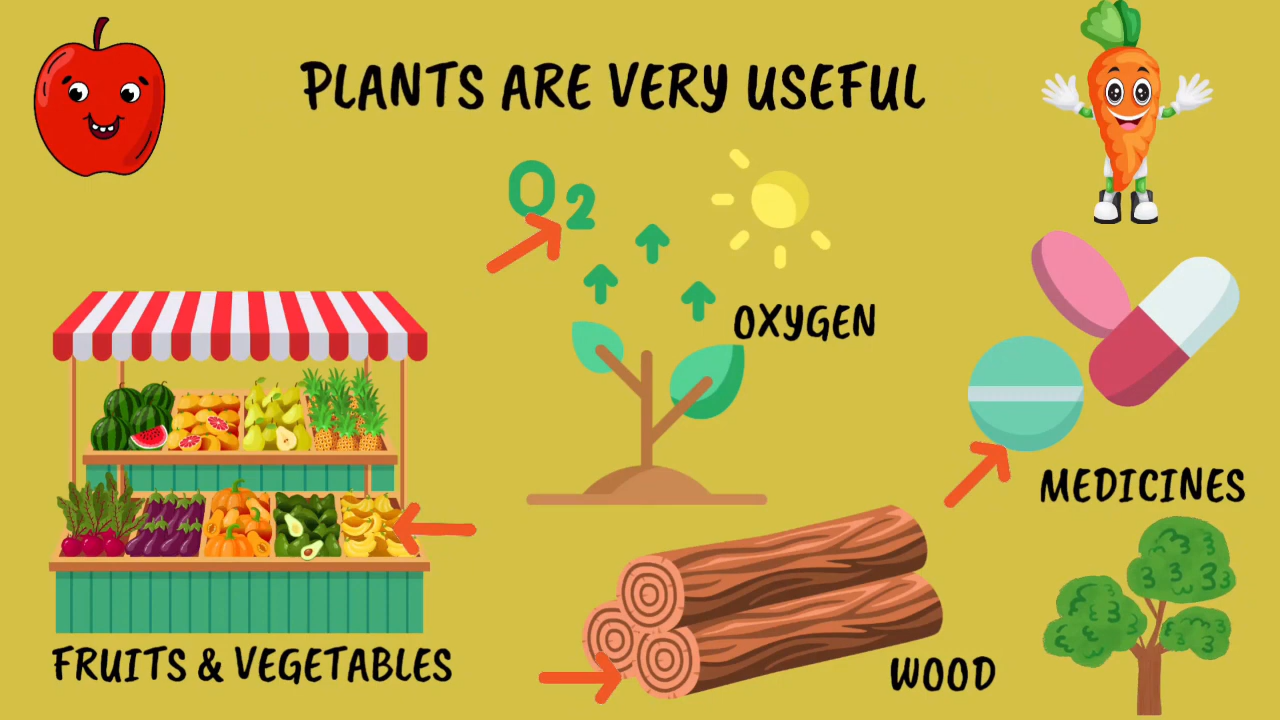 PLANTS ARE VERY USEFUL
O2
OXYGEN
MEDICINES
FRUITS & VEGETABLES
WOOD